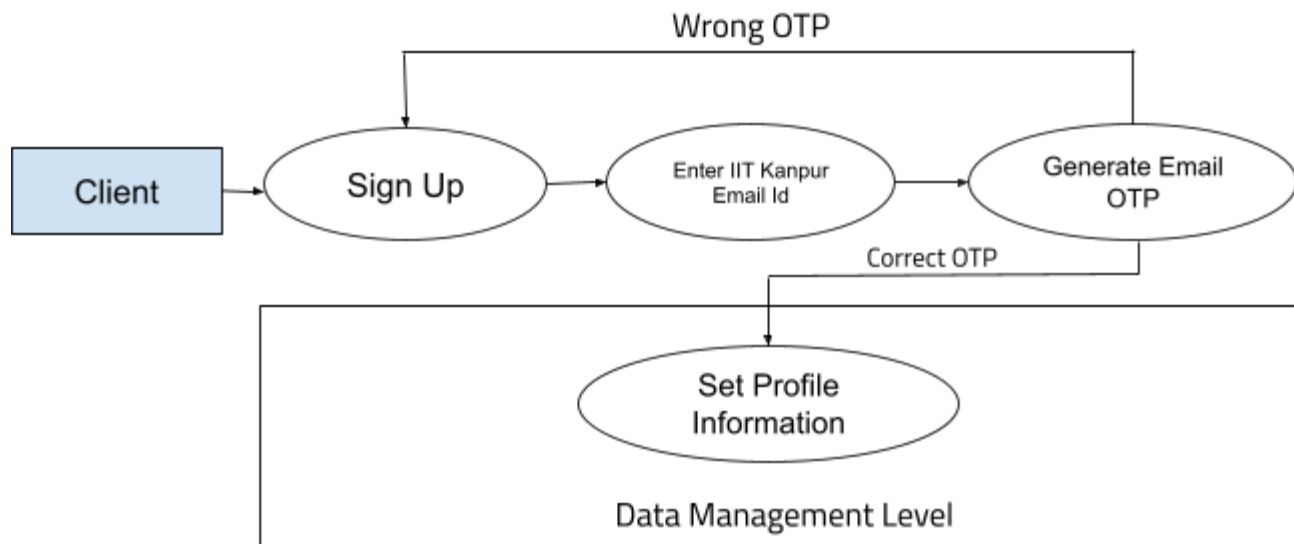 Wrong OTP
Client
Sign Up
Enter IIT Kanpur
Email Id
Generate Email
OTP
Correct OTP
Set Profile
Information
Data Management Level